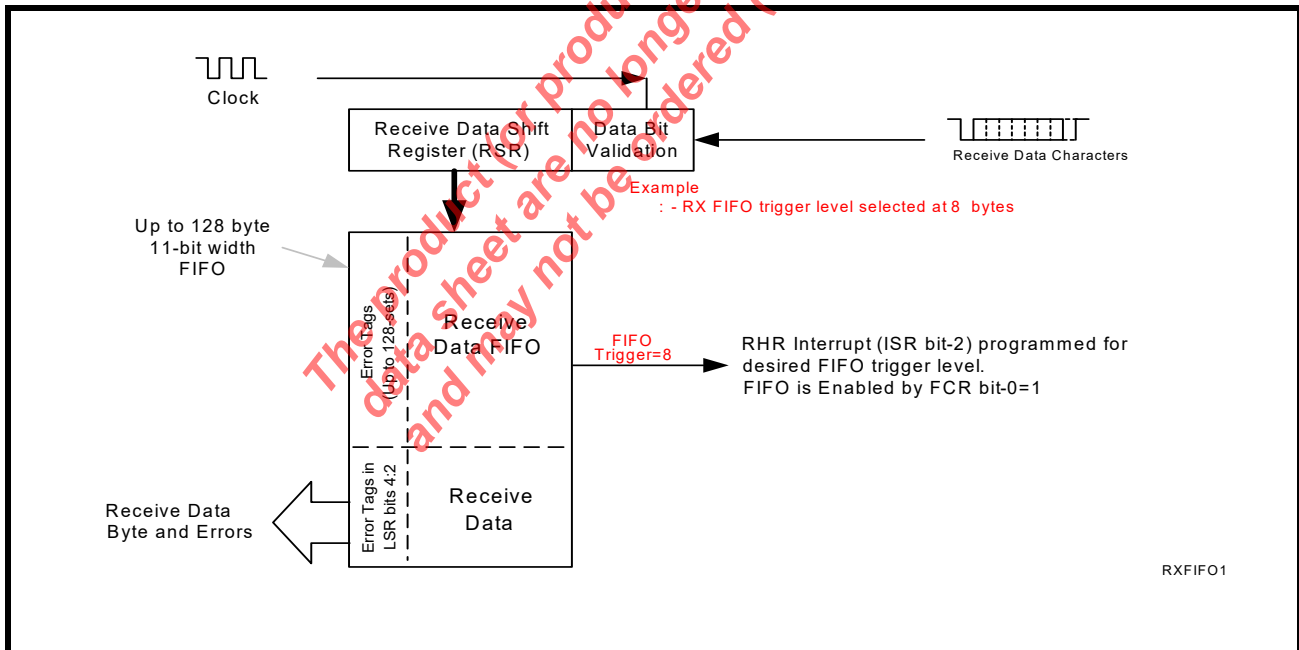 Clock
Receive Data Shift
Register (RSR)
Data Bit
Validation
Receive Data Characters
Example
: - RX FIFO trigger level selected at 8 bytes
Up to 128 byte
11-bit width
FIFO
Error Tags
(Up to 128-sets)
Receive
Data FIFO
FIFO
Trigger=8
RHR Interrupt (ISR bit-2) programmed for
desired FIFO trigger level.
FIFO is Enabled by FCR bit-0=1
Error Tags in
LSR bits 4:2
Receive
Data
Receive Data
Byte and Errors
RXFIFO1
The product (or produ
data sheet are no longe
and may not be ordered (